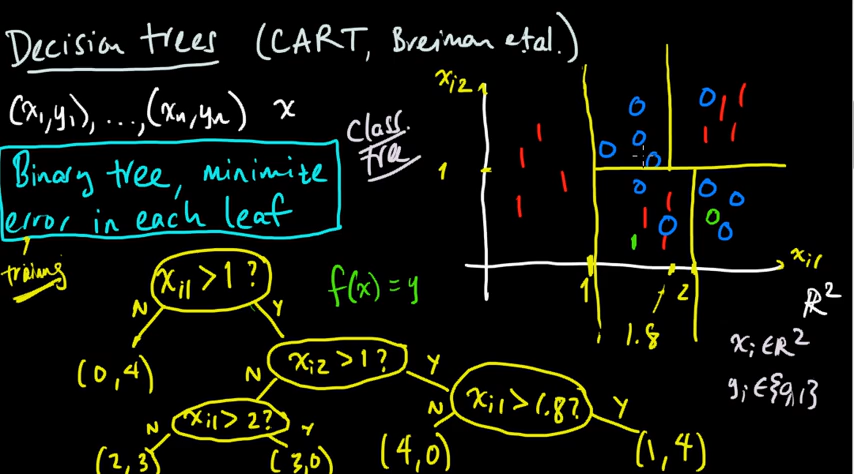 Decision trees (CART, Breiman et al.)
(x₁,y₁), ..., (xₙ,yₙ) x
Class. tree
Binary tree, minimize
error in each leaf
training
xᵢ₂
1
xᵢ₁
1
1.8
2
ℝ²
xᵢ ∈ ℝ²
yᵢ ∈ {0,1}
f(x) = y
xᵢ₁ > 1 ?
N Y
(0,4)
xᵢ₂ > 1 ?
N Y
xᵢ₁ > 2 ?
N Y
xᵢ₁ > 1.8 ?
N Y
(2,3)
(3,0)
(4,0)
(1,4)